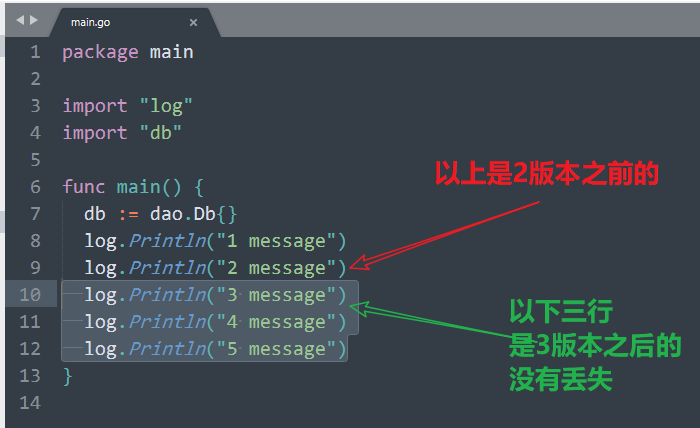 main.go
1 package main
2
3 import "log"
4 import "db"
5
6 func main() {
7 db := dao.Db{}
8 log.Println("1 message")
9 log.Println("2 message")
10 log.Println("3 message")
11 log.Println("4 message")
12 log.Println("5 message")
13 }
14
以上是2版本之前的
以下三行
是3版本之后的
没有丢失